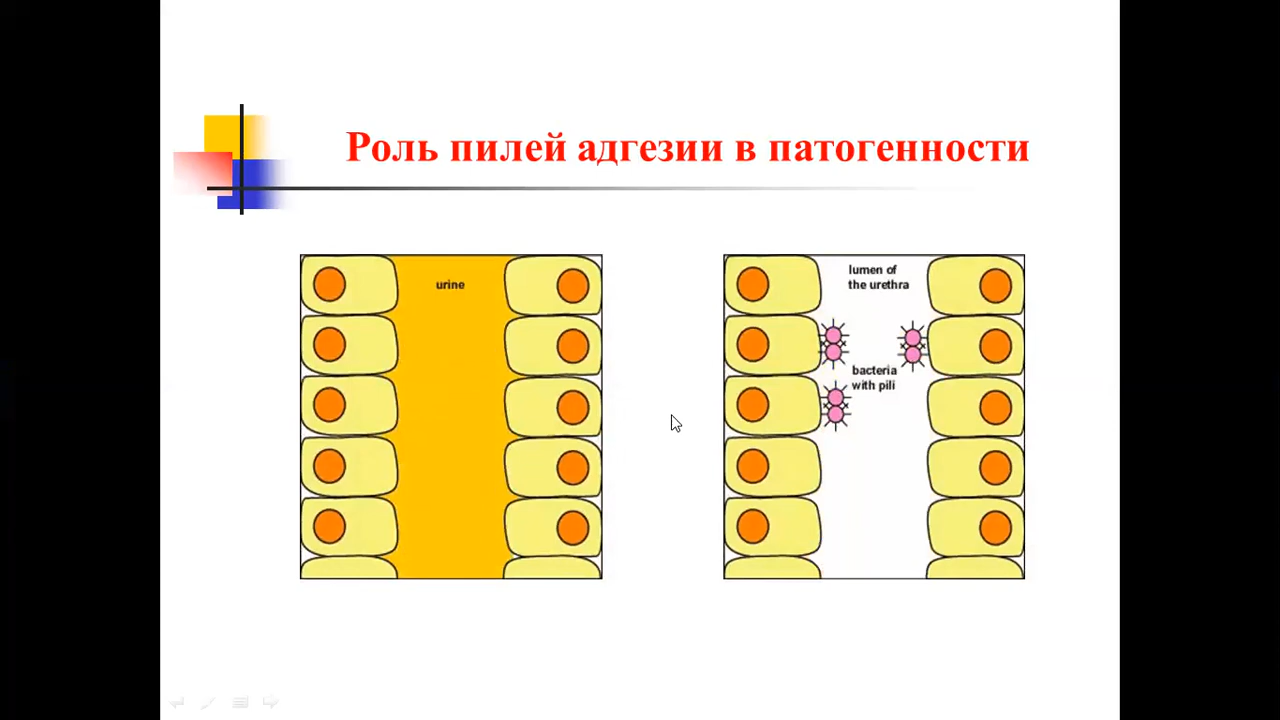 Роль пилей адгезии в патогенности
urine
lumen of
the urethra
bacteria
with pili